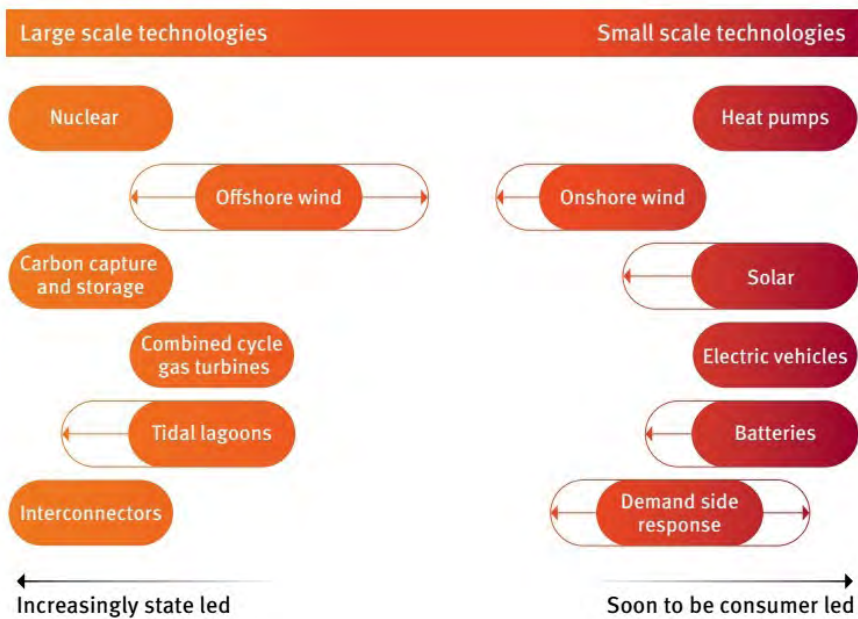 Large scale technologies
Small scale technologies
Nuclear
Heat pumps
Offshore wind
Onshore wind
Carbon capture
and storage
Solar
Combined cycle
gas turbines
Electric vehicles
Tidal lagoons
Batteries
Interconnectors
Demand side
response
Increasingly state led
Soon to be consumer led